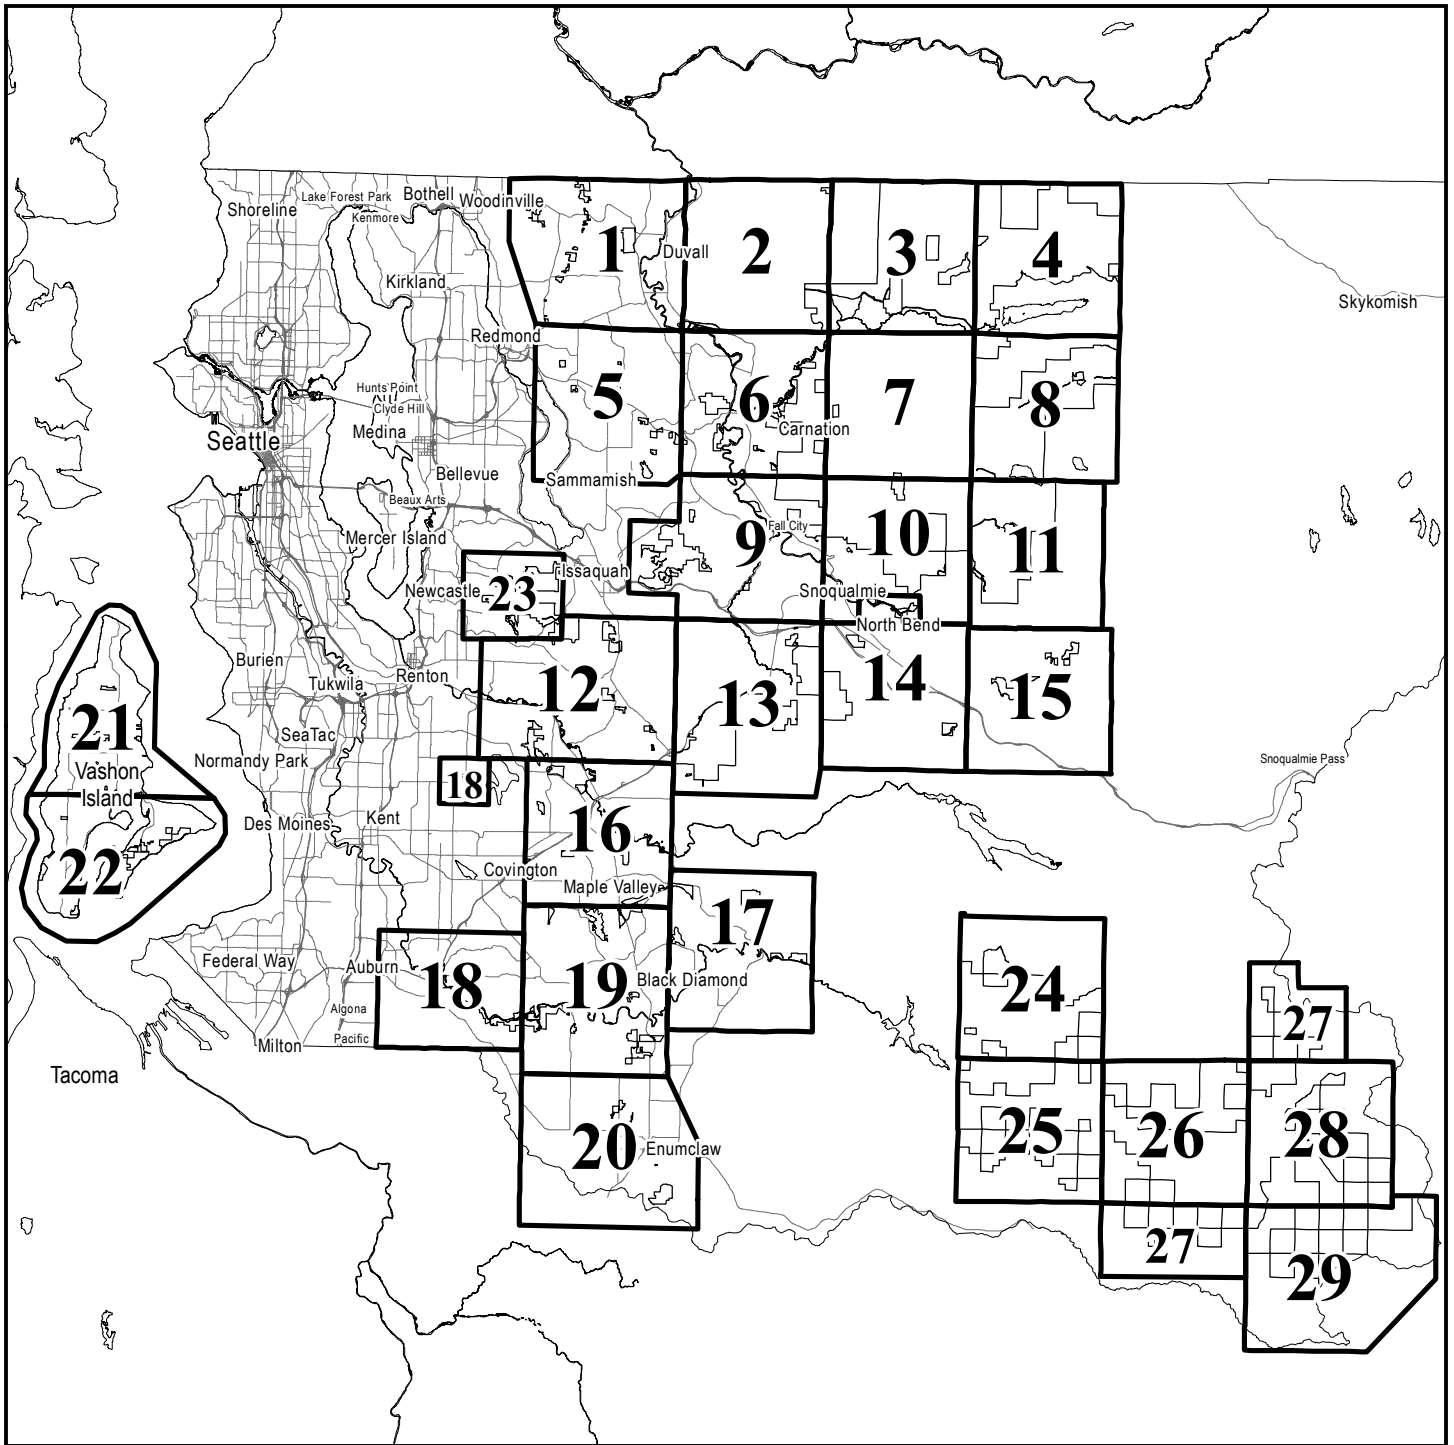 Lake Forest Park
Bothell
Woodinville
Shoreline
Kenmore
1
Duvall
2
3
4
Kirkland
Skykomish
Redmond
Hunts Point
Clyde Hill
Medina
Seattle
5
6
Carnation
7
8
Bellevue
Sammamish
Beaux Arts
Mercer Island
9
Fall City
10
11
Issaquah
Newcastle
23
Snoqualmie
North Bend
Burien
Tukwila
Renton
12
13
14
15
21
Vashon
Island
22
SeaTac
Normandy Park
Snoqualmie Pass
18
Des Moines
Kent
16
Covington
Maple Valley
17
Federal Way
Auburn
18
19
Black Diamond
24
27
Algona
Pacific
Milton
Tacoma
20
Enumclaw
25
26
28
27
29